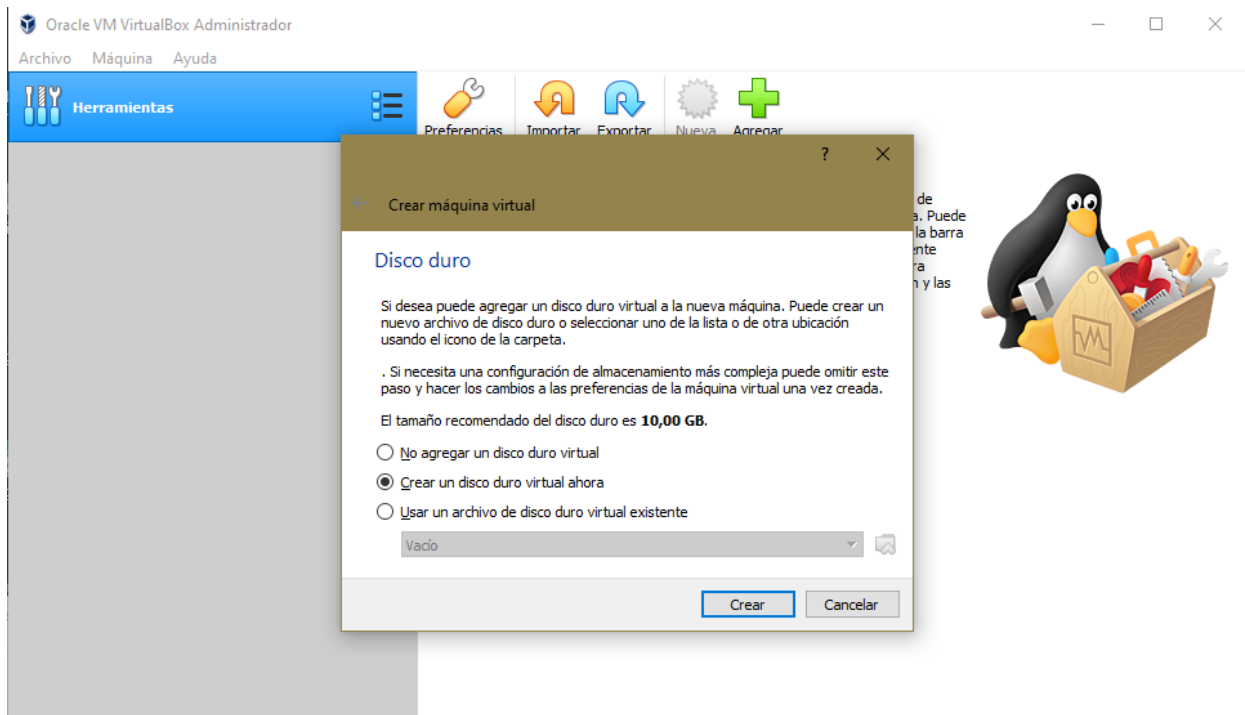 Oracle VM VirtualBox Administrador
Archivo Máquina Ayuda
Herramientas
Preferencias Importar Exportar Nueva Agregar
?
Crear máquina virtual
de
a. Puede
la barra
ente
ra
n y las
Disco duro
Si desea puede agregar un disco duro virtual a la nueva máquina. Puede crear un
nuevo archivo de disco duro o seleccionar uno de la lista o de otra ubicación
usando el icono de la carpeta.
. Si necesita una configuración de almacenamiento más compleja puede omitir este
paso y hacer los cambios a las preferencias de la máquina virtual una vez creada.
El tamaño recomendado del disco duro es 10,00 GB.
No agregar un disco duro virtual
Crear un disco duro virtual ahora
Usar un archivo de disco duro virtual existente
Vacío
Crear Cancelar